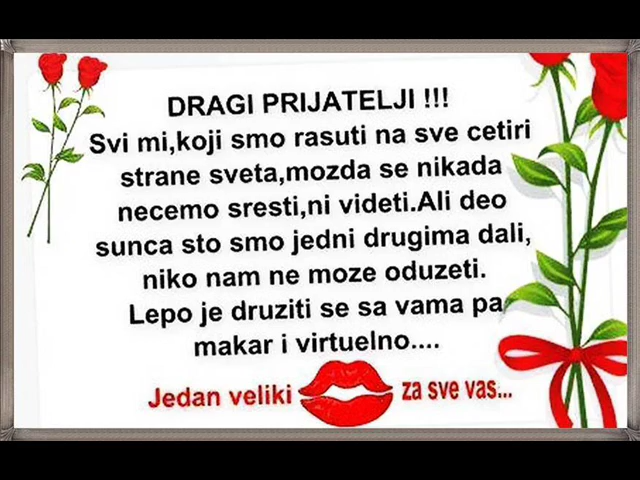 DRAGI PRIJATELJI !!!
Svi mi,koji smo rasuti na sve cetiri
strane sveta,mozda se nikada
necemo sresti,ni videti.Ali deo
sunca sto smo jedni drugima dali,
niko nam ne moze oduzeti.
Lepo je druziti se sa vama pa
makar i virtuelno....
Jedan veliki za sve vas...